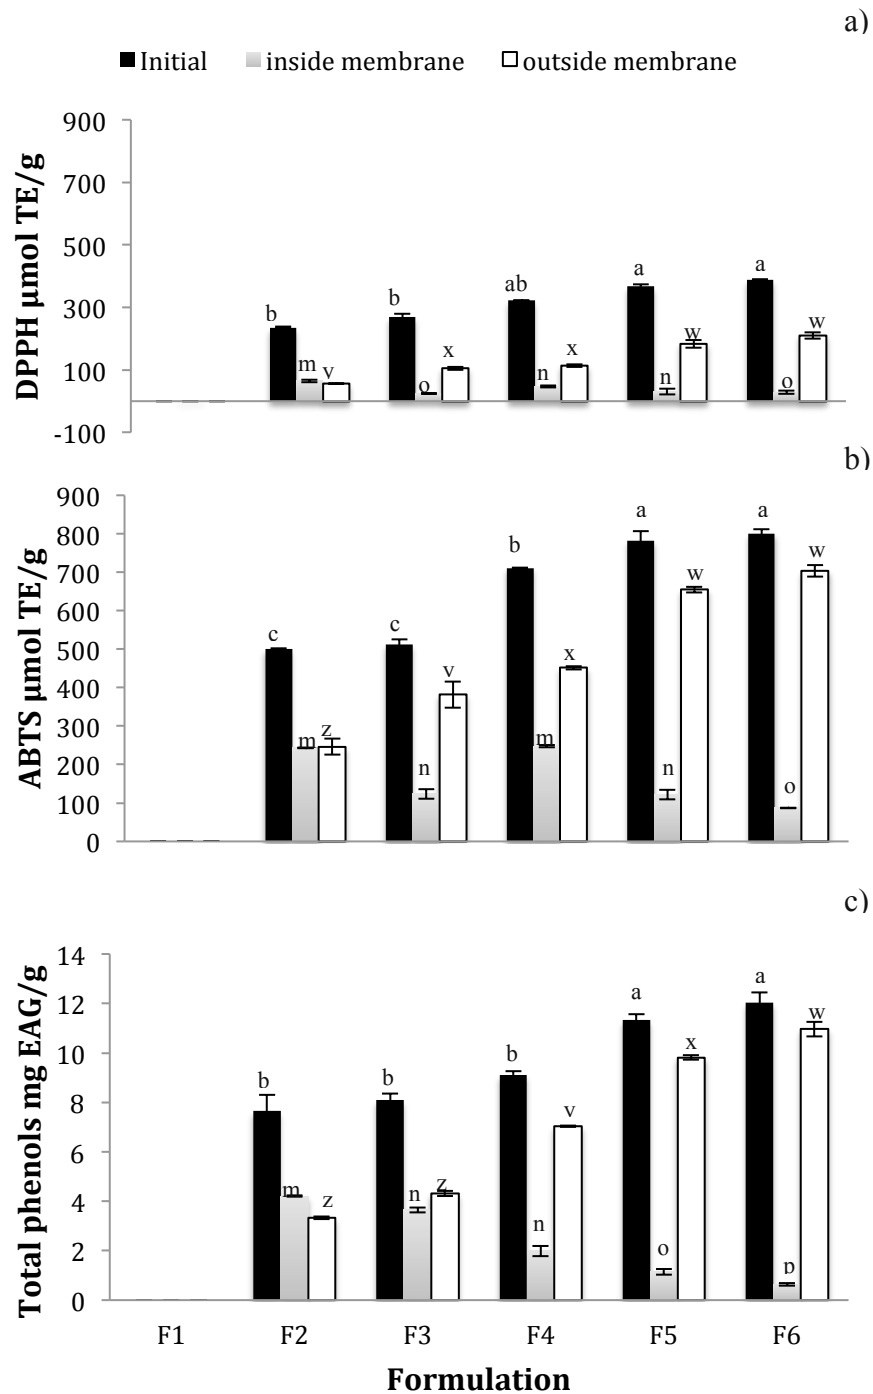 a)
Initial inside membrane outside membrane
DPPH µmol TE/g
900
700
500
300
100
-100
b b ab a a
m v o x n x n w o w
b)
ABTS µmol TE/g
900
800
700
600
500
400
300
200
100
0
c c b a a
m z n v m x n w o w
c)
Total phenols mg EAG/g
14
12
10
8
6
4
2
0
b b b a a
m z n z n v o x p w
F1 F2 F3 F4 F5 F6
Formulation